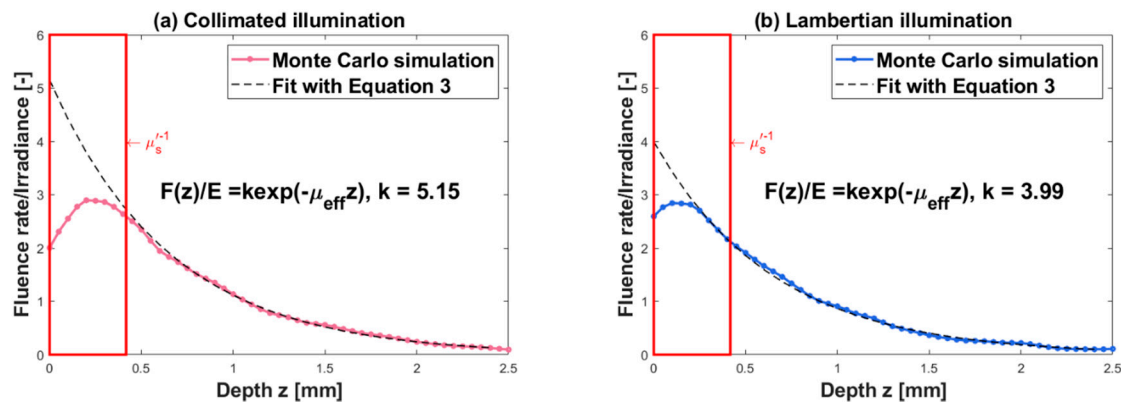 (a) Collimated illumination
Fluence rate/Irradiance [-]
6
5
4
3
2
1
0
Monte Carlo simulation
Fit with Equation 3
← μs′-1
F(z)/E =kexp(-μeffz), k = 5.15
0
0.5
1
1.5
2
2.5
Depth z [mm]
(b) Lambertian illumination
Fluence rate/Irradiance [-]
6
5
4
3
2
1
0
Monte Carlo simulation
Fit with Equation 3
← μs′-1
F(z)/E =kexp(-μeffz), k = 3.99
0
0.5
1
1.5
2
2.5
Depth z [mm]